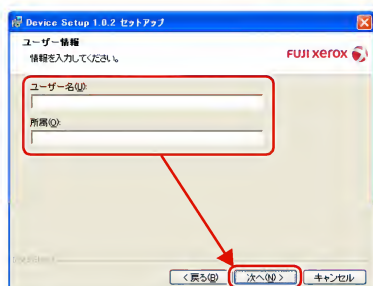 Device Setup 1.0.2 セットアップ
ユーザー情報
情報を入力してください。
FUJI XEROX
ユーザー名(U):
所属(O):
< 戻る(B)
次へ(N) >
キャンセル